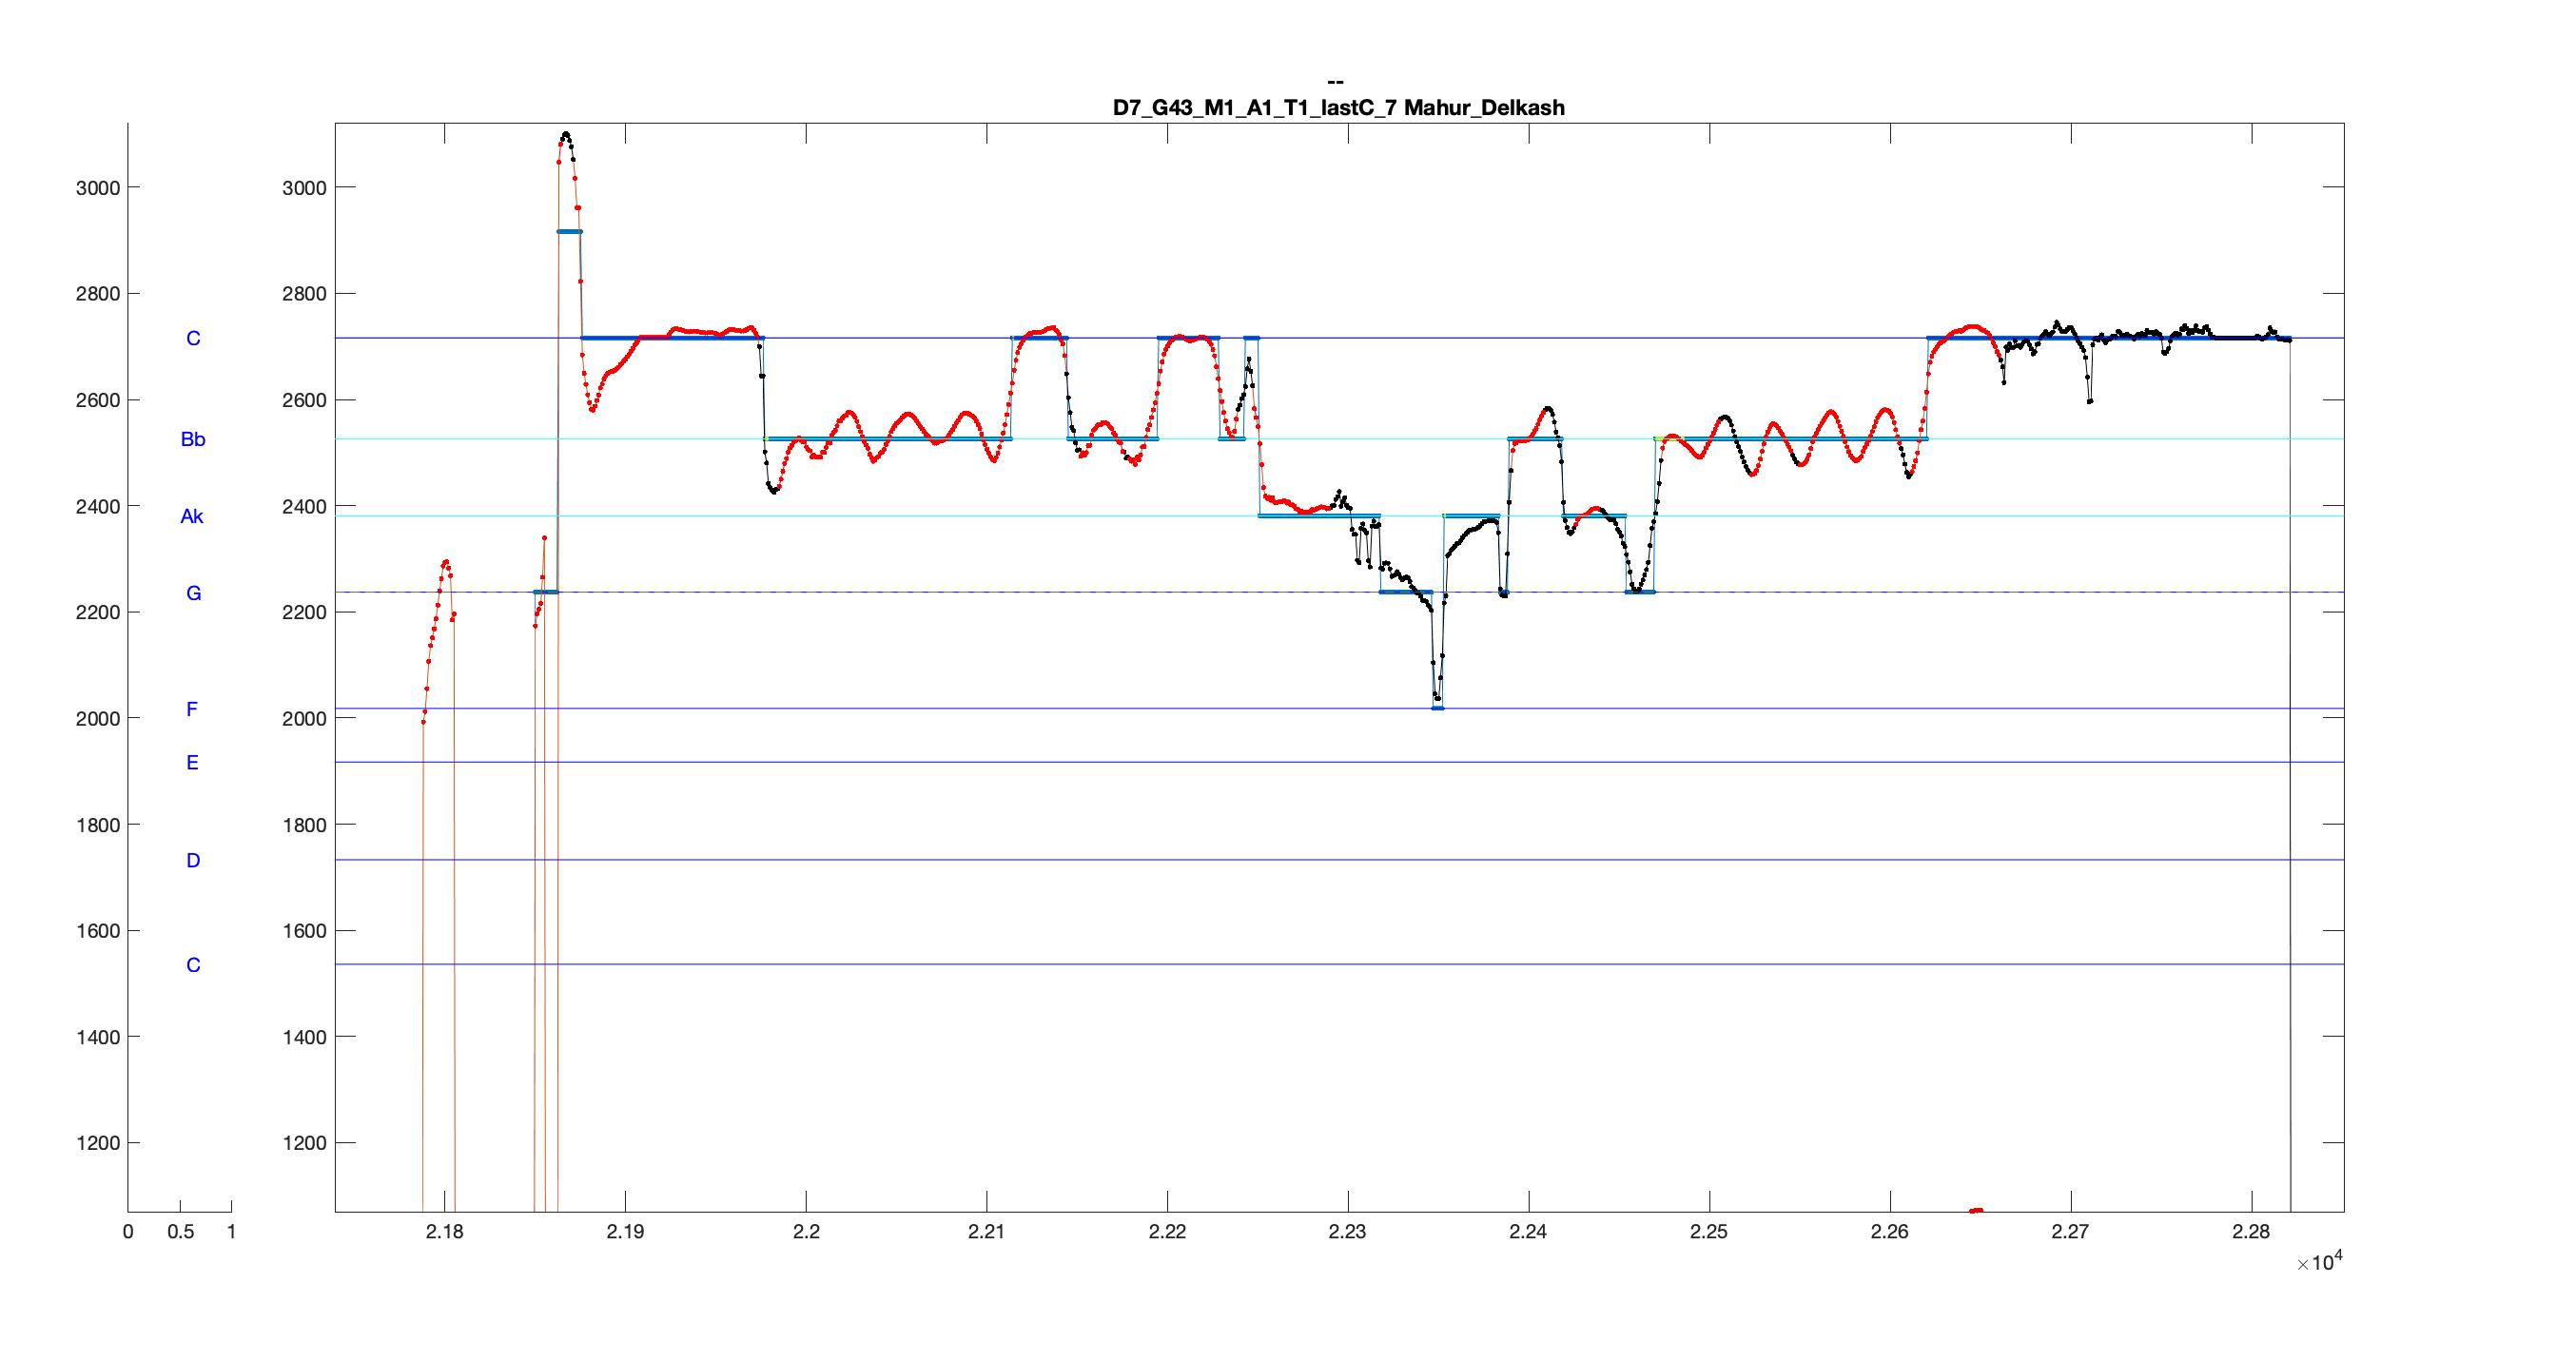 --
D7_G43_M1_A1_T1_lastC_7 Mahur_Delkash
3000 3000
2800 2800
C
2600 2600
Bb
2400 2400
Ak
G
2200 2200
F
2000 2000
E
1800 1800
D
1600 1600
C
1400 1400
1200 1200
0 0.5 1 2.18 2.19 2.2 2.21 2.22 2.23 2.24 2.25 2.26 2.27 2.28
×10⁴